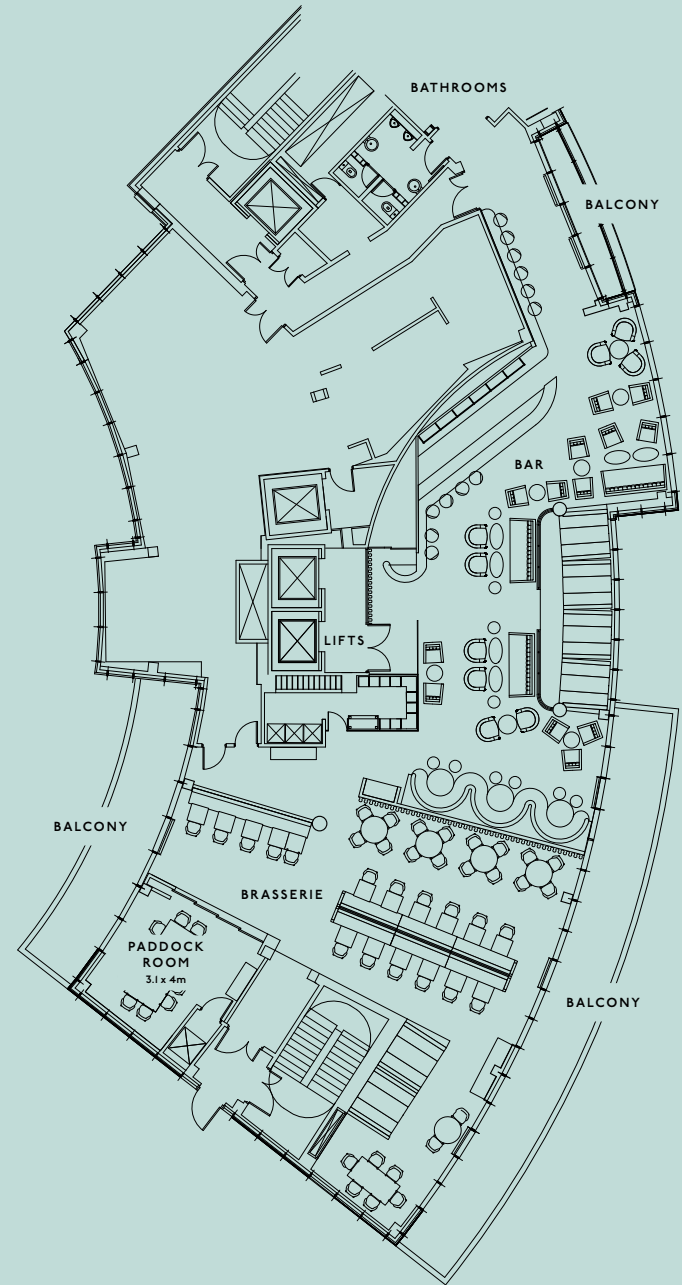 BATHROOMS
BALCONY
BAR
LIFTS
BALCONY
BRASSERIE
PADDOCK
ROOM
3.1 x 4m
BALCONY